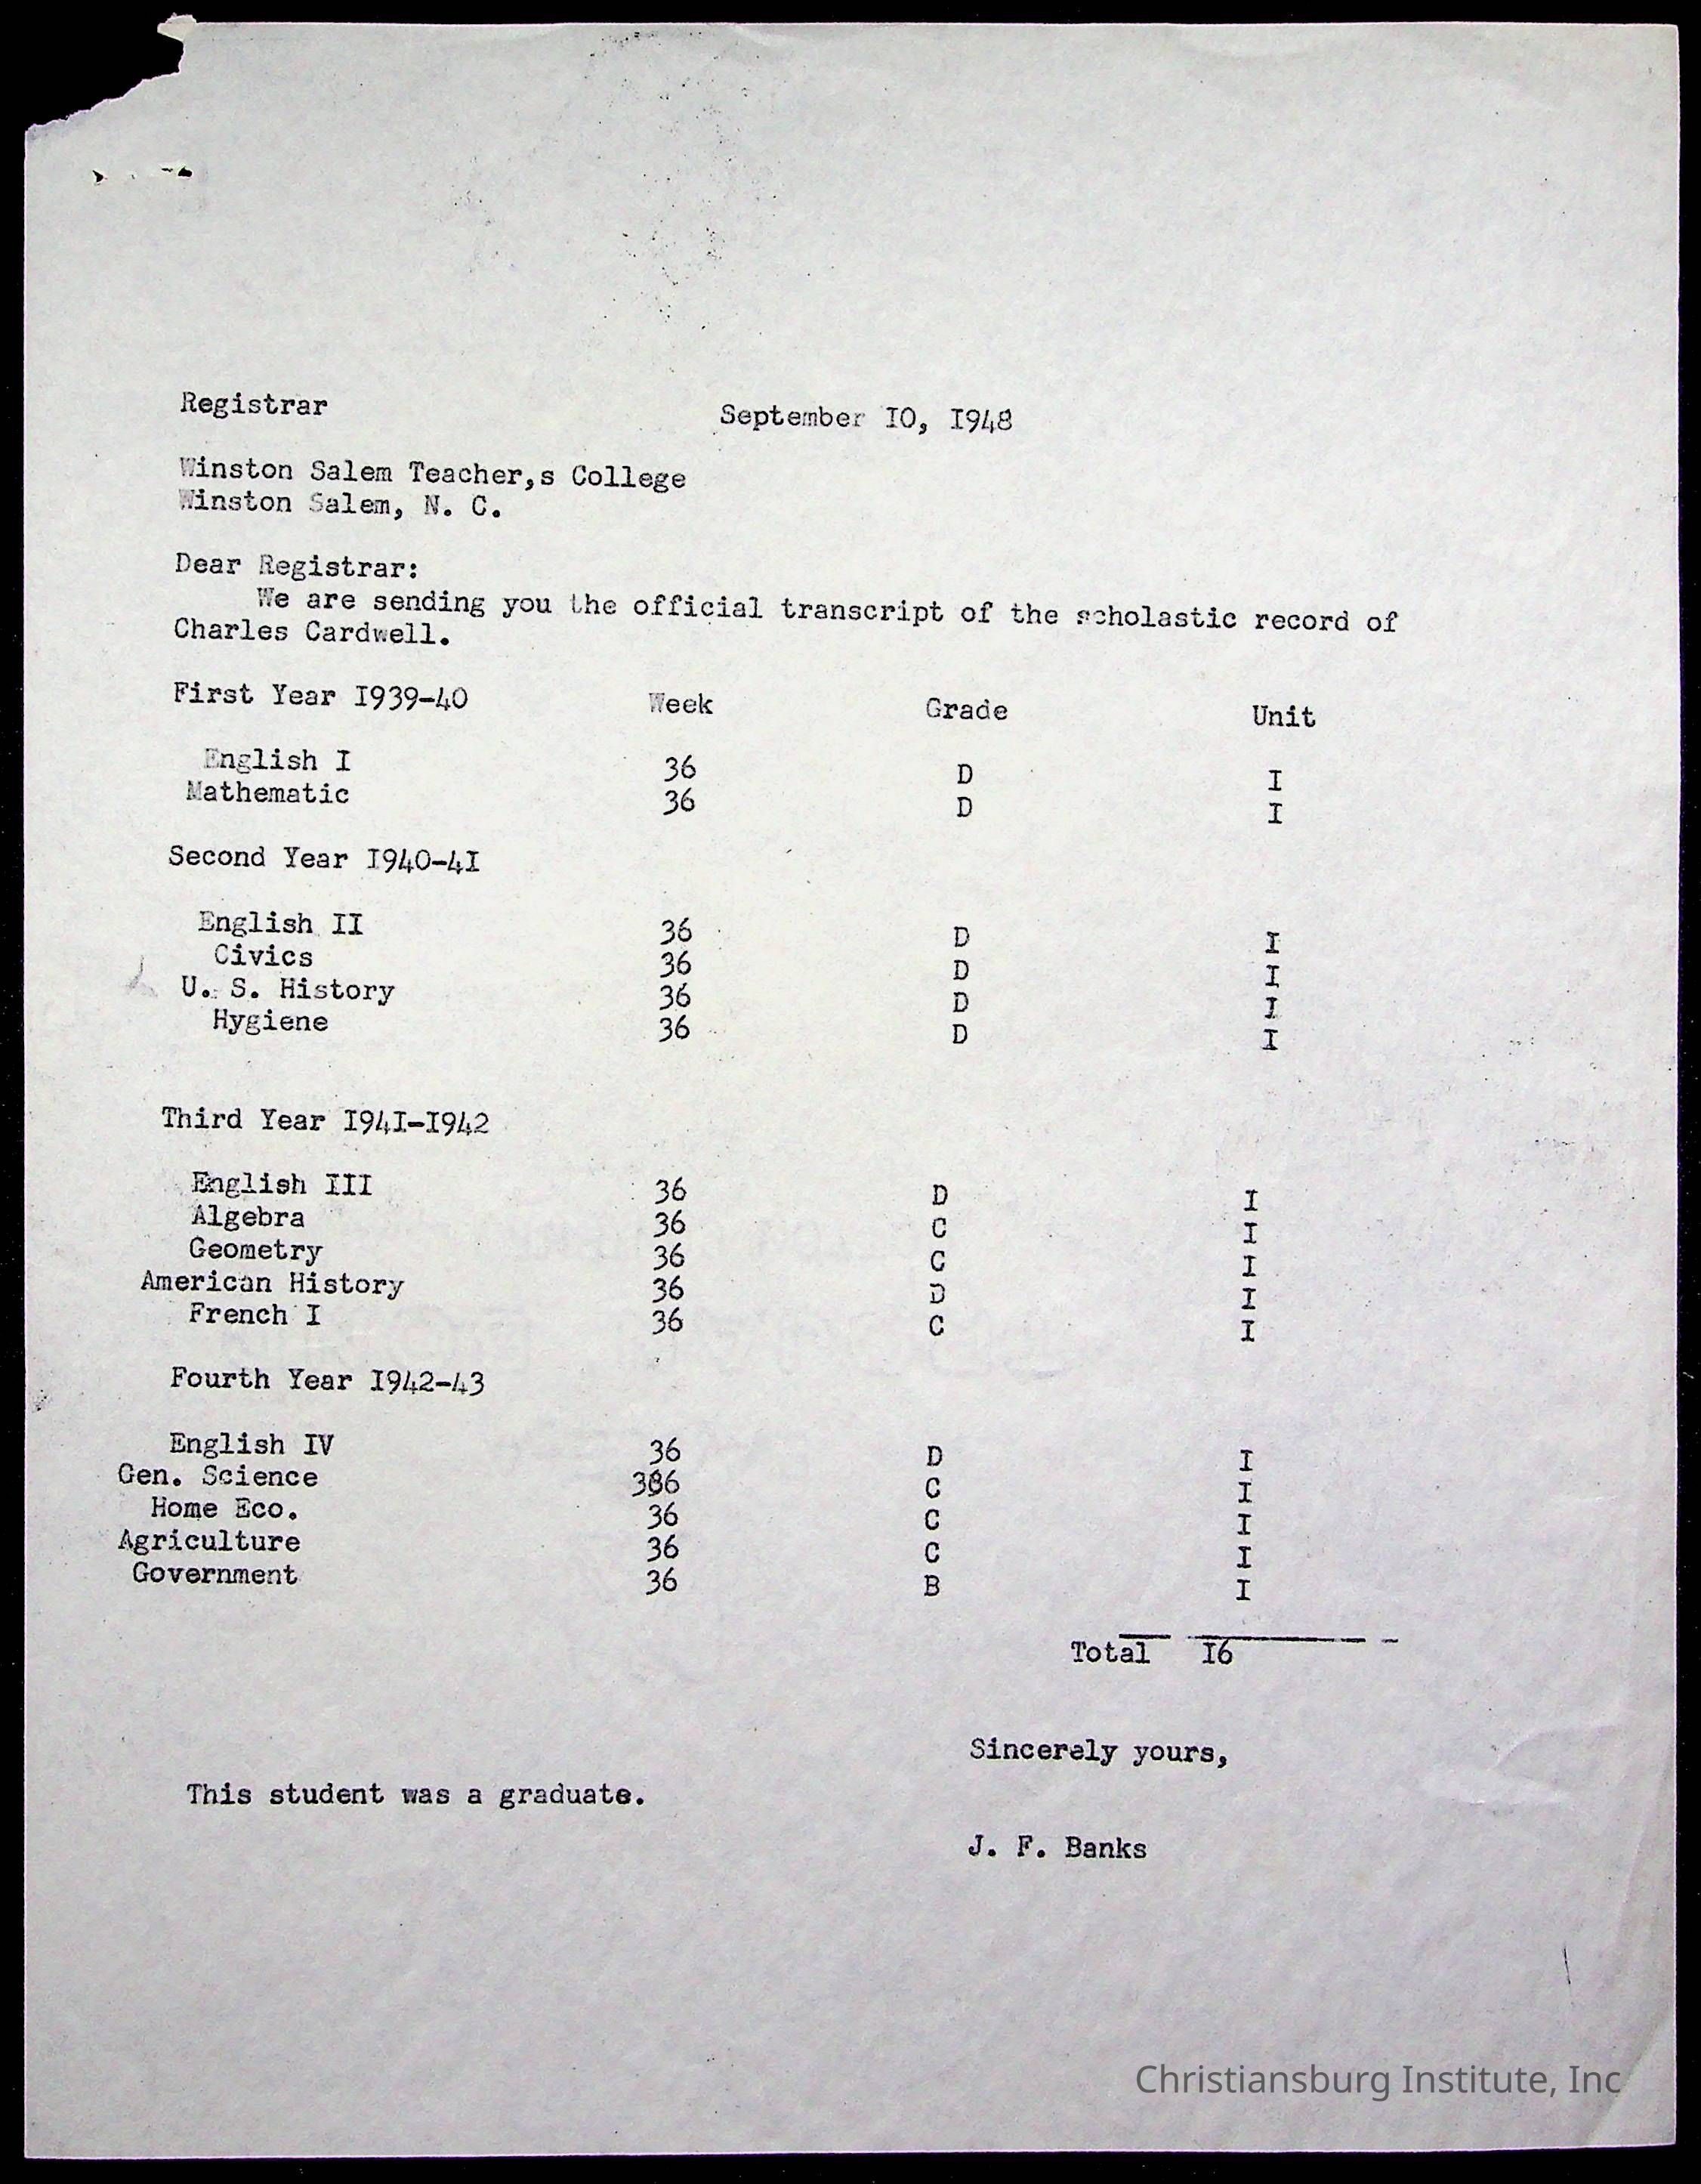 Registrar September IO, I948
Winston Salem Teacher,s College
Winston Salem, N. C.
Dear Registrar:
We are sending you the official transcript of the scholastic record of
Charles Cardwell.
First Year I939-40 Week Grade Unit
English I 36 D I
Mathematic 36 D I
Second Year I940-4I
English II 36 D I
Civics 36 D I
U. S. History 36 D I
Hygiene 36 D I
Third Year I94I-I942
English III 36 D I
Algebra 36 C I
Geometry 36 C I
American History 36 D I
French I 36 C I
Fourth Year I942-43
English IV 36 D I
Gen. Science 386 C I
Home Eco. 36 C I
Agriculture 36 C I
Government 36 B I
Total I6
Sincerely yours,
This student was a graduate.
J. F. Banks
Christiansburg Institute, Inc